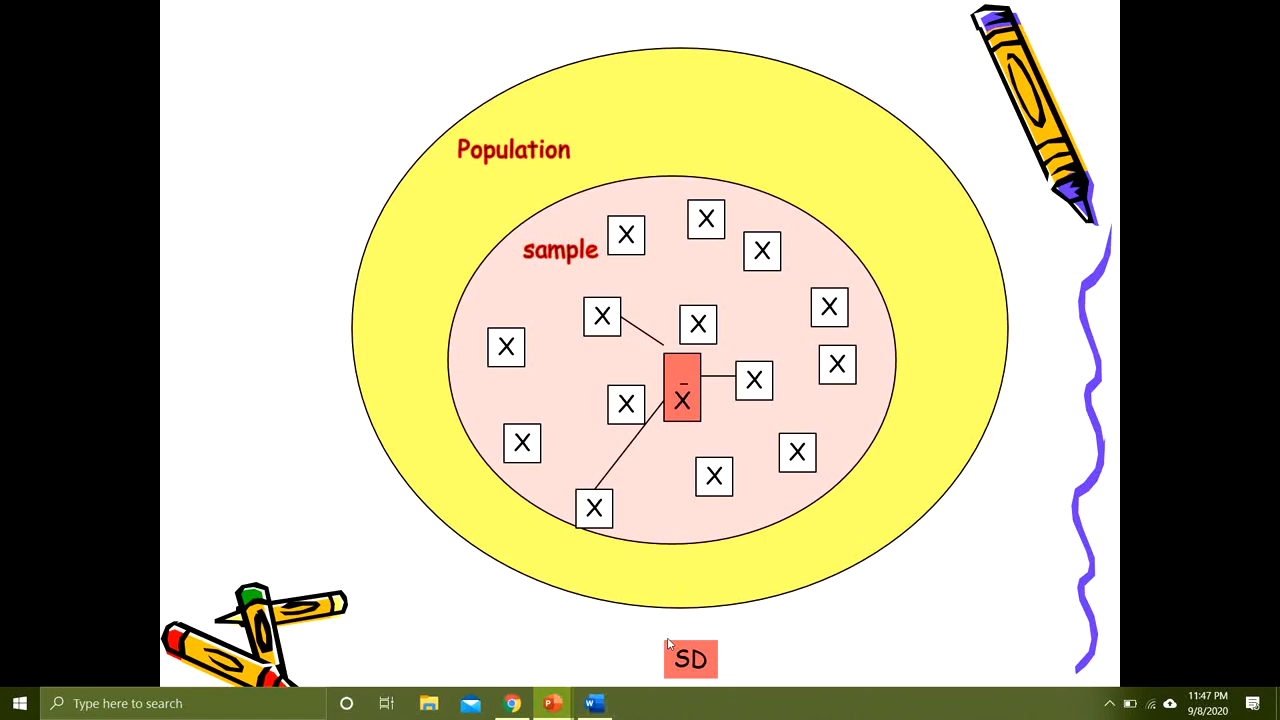 Population
sample
X
X
X
X
X
X
X
X
X̄
X
X
X
X
X
X
X
SD
Type here to search
11:47 PM
9/8/2020